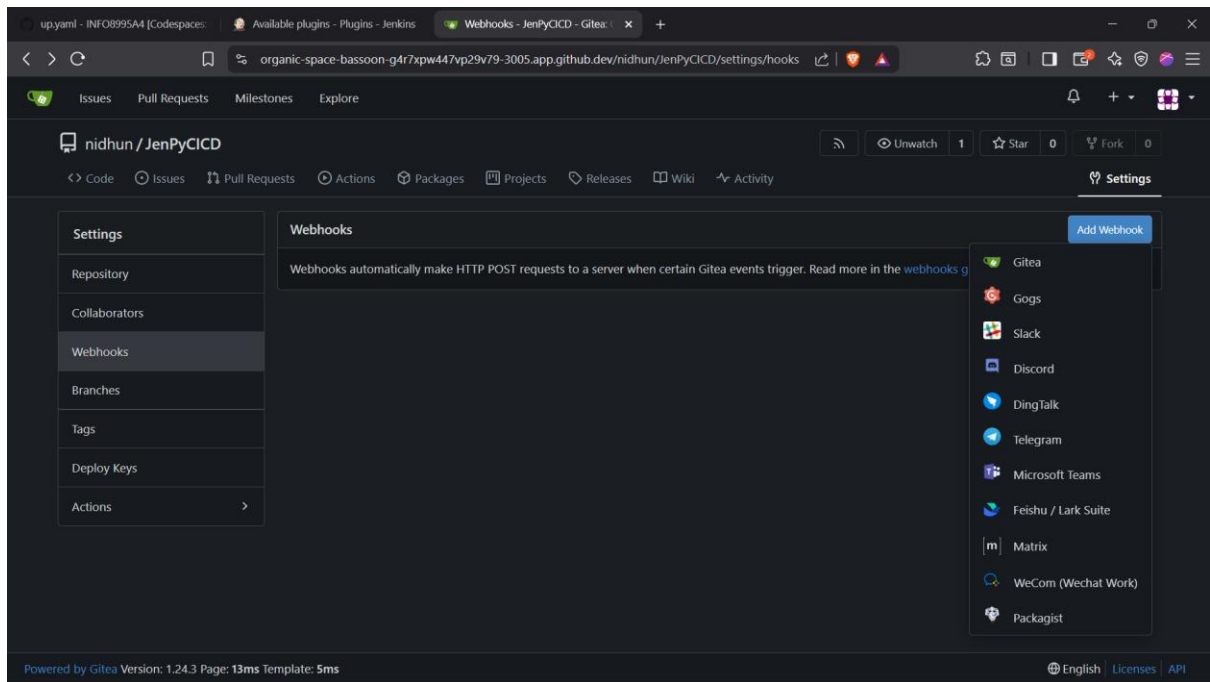 up.yaml - INFO8995A4 [Codespaces:
Available plugins - Plugins - Jenkins
Webhooks - JenPyCICD - Gitea: (
organic-space-bassoon-g4r7xpw447vp29v79-3005.app.github.dev/nidhun/JenPyCICD/settings/hooks
2
Issues Pull Requests Milestones Explore
nidhun / JenPyCICD
Unwatch 1 Star 0 Fork 0
Code Issues Pull Requests Actions Packages Projects Releases Wiki Activity Settings
Settings
Repository
Collaborators
Webhooks
Branches
Tags
Deploy Keys
Actions
Webhooks
Add Webhook
Webhooks automatically make HTTP POST requests to a server when certain Gitea events trigger. Read more in the webhooks g
Gitea
Gogs
Slack
Discord
DingTalk
Telegram
Microsoft Teams
Feishu / Lark Suite
[m] Matrix
WeCom (Wechat Work)
Packagist
Powered by Gitea Version: 1.24.3 Page: 13ms Template: 5ms
English Licenses API